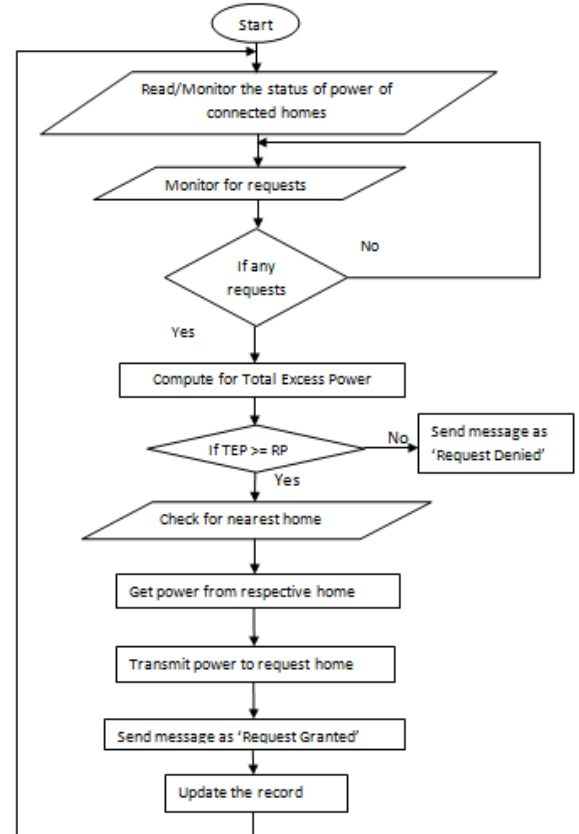 Start
Read/Monitor the status of power of
connected homes
Monitor for requests
If any
requests
No
Yes
Compute for Total Excess Power
If TEP >= RP
No
Send message as
‘Request Denied’
Yes
Check for nearest home
Get power from respective home
Transmit power to request home
Send message as ‘Request Granted’
Update the record